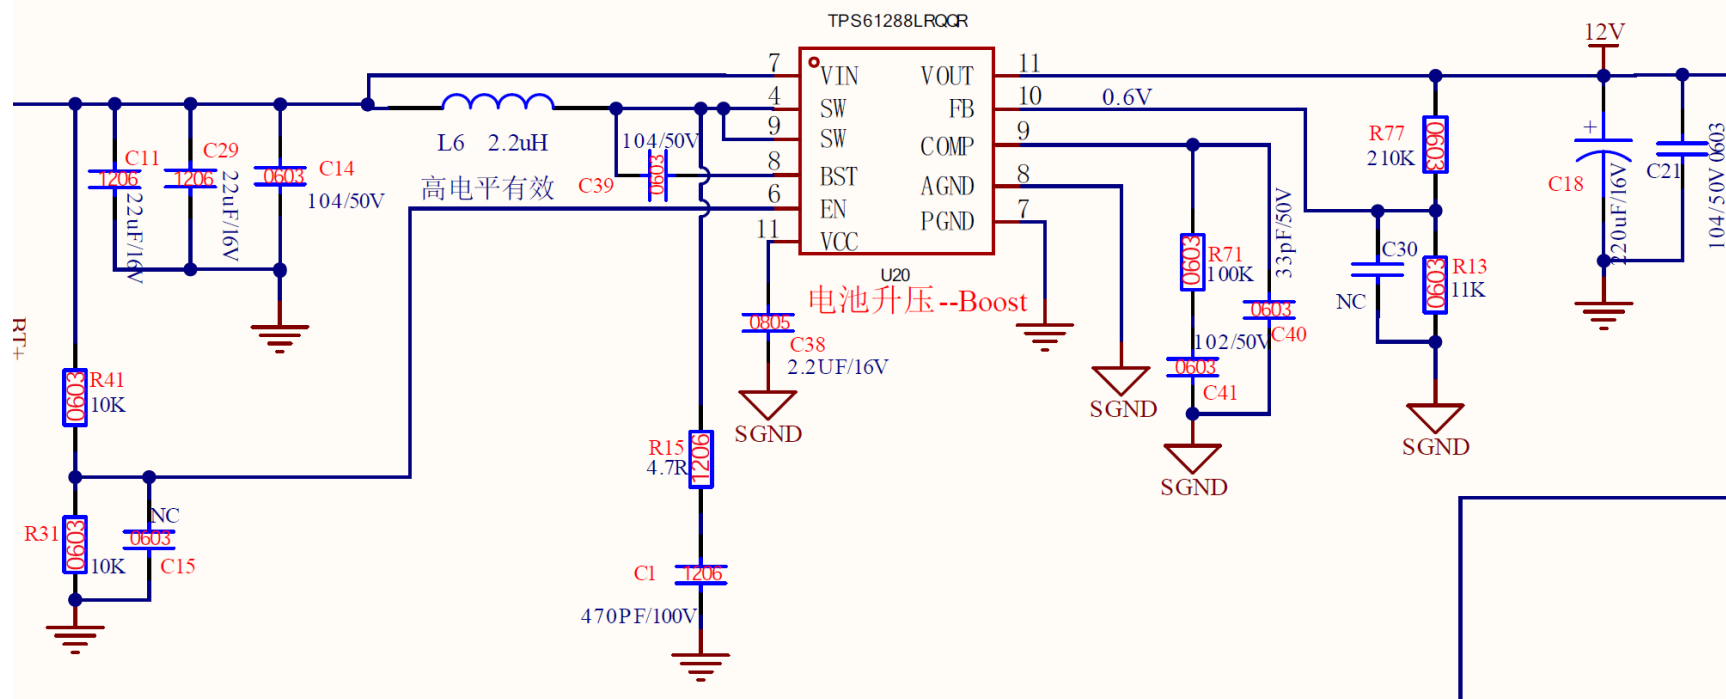 TPS61288LRQQR
12V
7
VIN
VOUT
11
4
SW
FB
10
0.6V
9
SW
COMP
9
8
BST
AGND
8
6
EN
PGND
7
11
VCC
U20
电池升压--Boost
L6 2.2uH
104/50V
0603
C39
高电平有效
C11
1206
22uF/16V
C29
1206
22uF/16V
C14
0603
104/50V
BT+
R41
0603
10K
R31
0603
10K
NC
0603
C15
0805
C38
2.2UF/16V
SGND
R15
4.7R
1206
C1
1206
470PF/100V
SGND
R71
0603
100K
33pF/50V
0603
C40
102/50V
0603
C41
SGND
R77
0603
210K
C30
NC
R13
0603
11K
SGND
+
C18
220uF/16V
C21
104/50V 0603